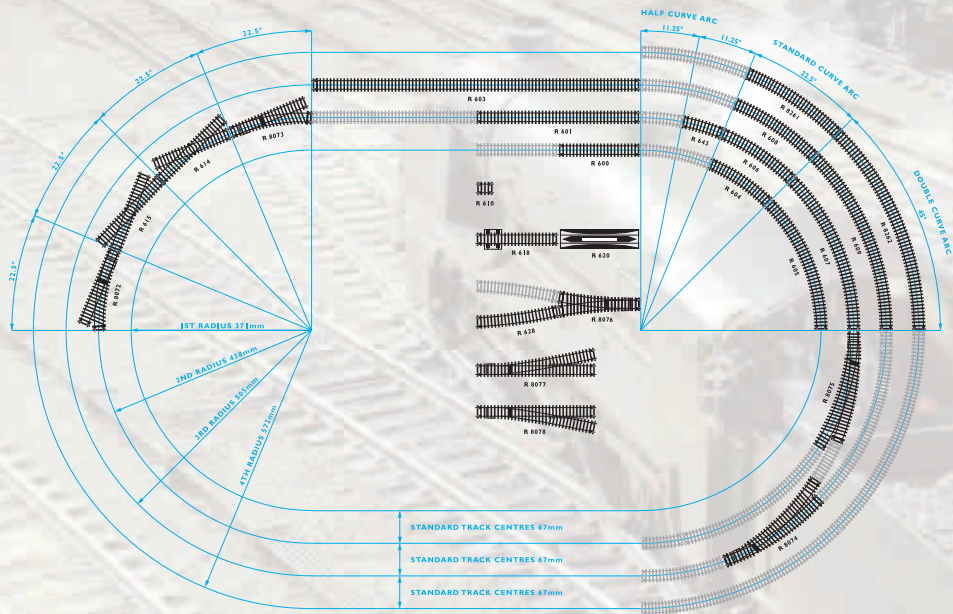 HALF CURVE ARC
11.25°
11.25°
STANDARD CURVE ARC
22.5°
DOUBLE CURVE ARC
45°
22.5°
22.5°
22.5°
22.5°
R 603
R 601
R 600
R 610
R 618
R 620
R 628
R 8076
R 8077
R 8078
R 8073
R 614
R 615
R 8072
R 8261
R 608
R 643
R 606
R 604
R 605
R 607
R 609
R 8262
R 8075
R 8074
1ST RADIUS 371mm
2ND RADIUS 438mm
3RD RADIUS 505mm
4TH RADIUS 572mm
STANDARD TRACK CENTRES 67mm
STANDARD TRACK CENTRES 67mm
STANDARD TRACK CENTRES 67mm